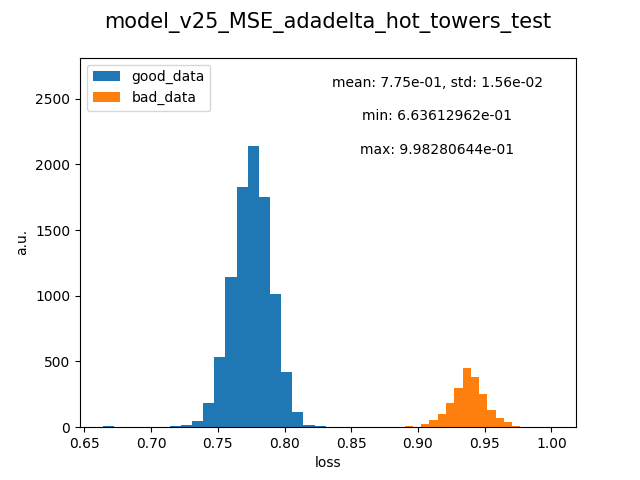 model_v25_MSE_adadelta_hot_towers_test
good_data
bad_data
mean: 7.75e-01, std: 1.56e-02
min: 6.63612962e-01
max: 9.98280644e-01
a.u.
2500
2000
1500
1000
500
0
0.65 0.70 0.75 0.80 0.85 0.90 0.95 1.00
loss